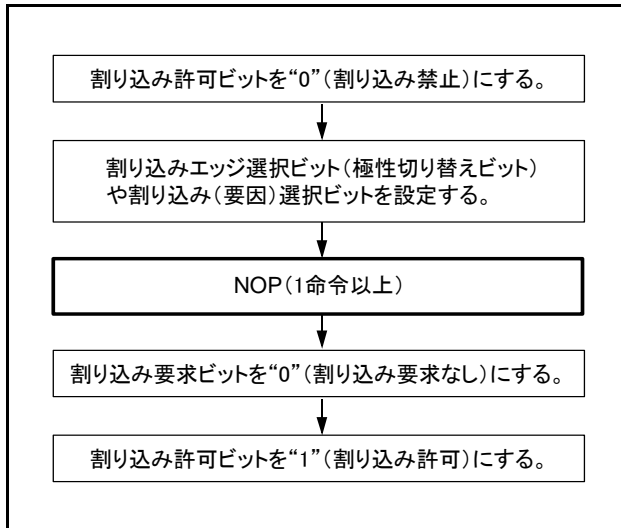 割り込み許可ビットを“0”(割り込み禁止)にする。
割り込みエッジ選択ビット(極性切り替えビット)
や割り込み(要因)選択ビットを設定する。
NOP(1命令以上)
割り込み要求ビットを“0”(割り込み要求なし)にする。
割り込み許可ビットを“1”(割り込み許可)にする。